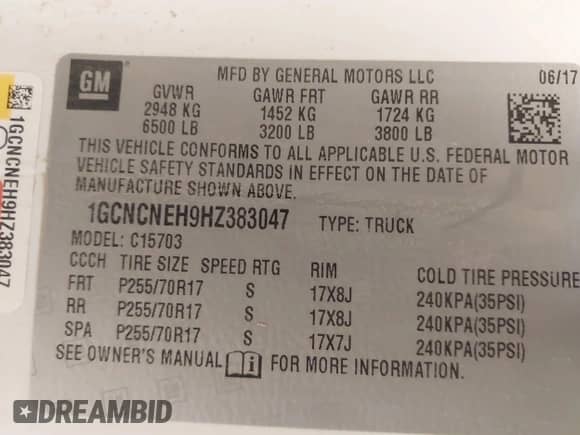 GM
MFD BY GENERAL MOTORS LLC 06/17
GVWR GAWR FRT GAWR RR
2948 KG 1452 KG 1724 KG
6500 LB 3200 LB 3800 LB
THIS VEHICLE CONFORMS TO ALL APPLICABLE U.S. FEDERAL MOTOR
VEHICLE SAFETY STANDARDS IN EFFECT ON THE DATE OF
MANUFACTURE SHOWN ABOVE.
1GCNCNEH9HZ383047 TYPE: TRUCK
MODEL: C15703
CCCH TIRE SIZE SPEED RTG RIM COLD TIRE PRESSURE
FRT P255/70R17 S 17X8J 240KPA(35PSI)
RR P255/70R17 S 17X8J 240KPA(35PSI)
SPA P255/70R17 S 17X7J 240KPA(35PSI)
SEE OWNER'S MANUAL i FOR MORE INFORMATION.
1GCNCNEH9HZ383047
DREAMBID